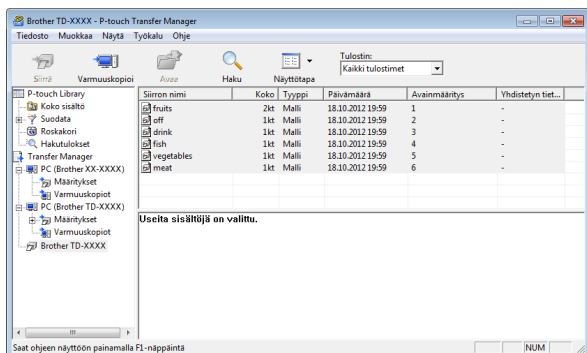 Brother TD-XXXX - P-touch Transfer Manager
Tiedosto Muokkaa Näytä Työkalu Ohje
Siirrä Varmuuskopioi Avaa Haku Näyttötapa
Tulostin:
Kaikki tulostimet
P-touch Library
Koko sisältö
Suodata
Roskakori
Hakutulokset
Transfer Manager
PC (Brother XX-XXXX)
Määritykset
Varmuuskopiot
PC (Brother TD-XXXX)
Määritykset
Varmuuskopiot
Brother TD-XXXX
Siirron nimi Koko Tyyppi Päivämäärä Avainmääritys Yhdistetyn tiet...
fruits 2kt Malli 18.10.2012 19:59 1 -
off 1kt Malli 18.10.2012 19:59 2 -
drink 1kt Malli 18.10.2012 19:59 3 -
fish 1kt Malli 18.10.2012 19:59 4 -
vegetables 1kt Malli 18.10.2012 19:59 5 -
meat 1kt Malli 18.10.2012 19:59 6 -
Useita sisältöjä on valittu.
Saat ohjeen näyttöön painamalla F1-näppäintä
NUM